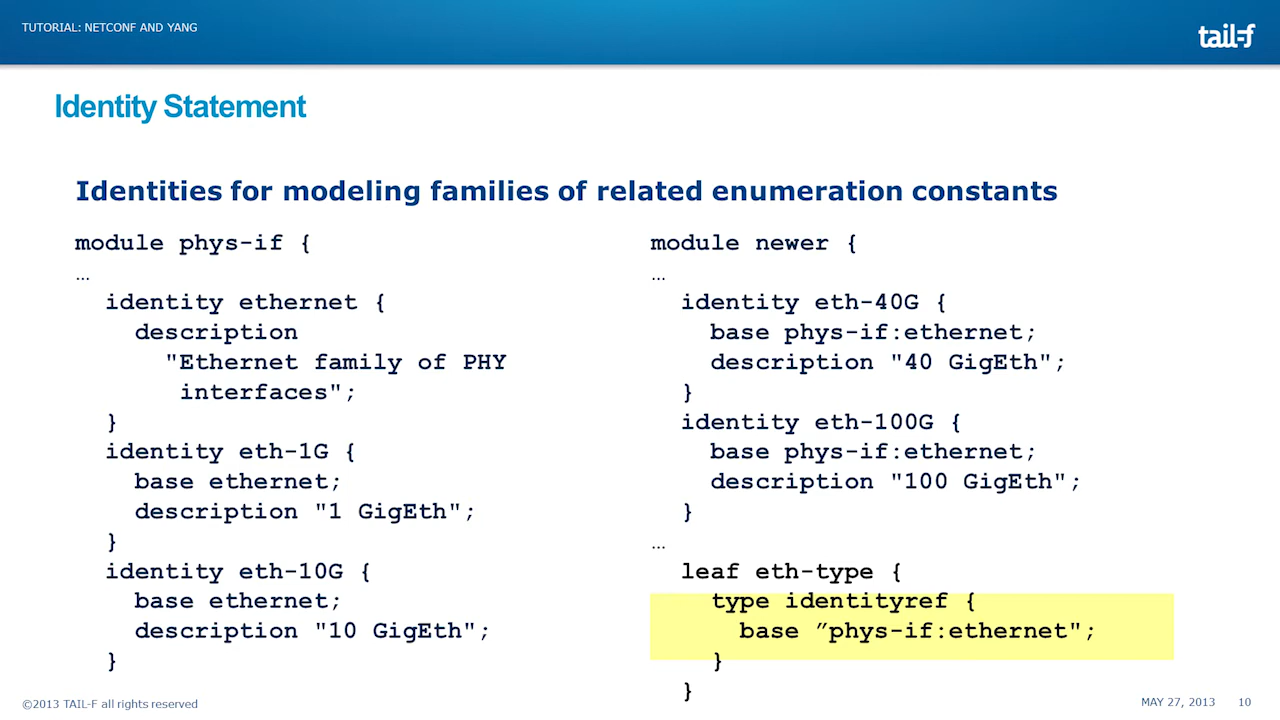 TUTORIAL: NETCONF AND YANG
tail-f
Identity Statement
Identities for modeling families of related enumeration constants
module phys-if {
…
identity ethernet {
description
"Ethernet family of PHY
interfaces";
}
identity eth-1G {
base ethernet;
description "1 GigEth";
}
identity eth-10G {
base ethernet;
description "10 GigEth";
}
module newer {
…
identity eth-40G {
base phys-if:ethernet;
description "40 GigEth";
}
identity eth-100G {
base phys-if:ethernet;
description "100 GigEth";
}
…
leaf eth-type {
type identityref {
base ”phys-if:ethernet";
}
}
©2013 TAIL-F all rights reserved
MAY 27, 2013 10